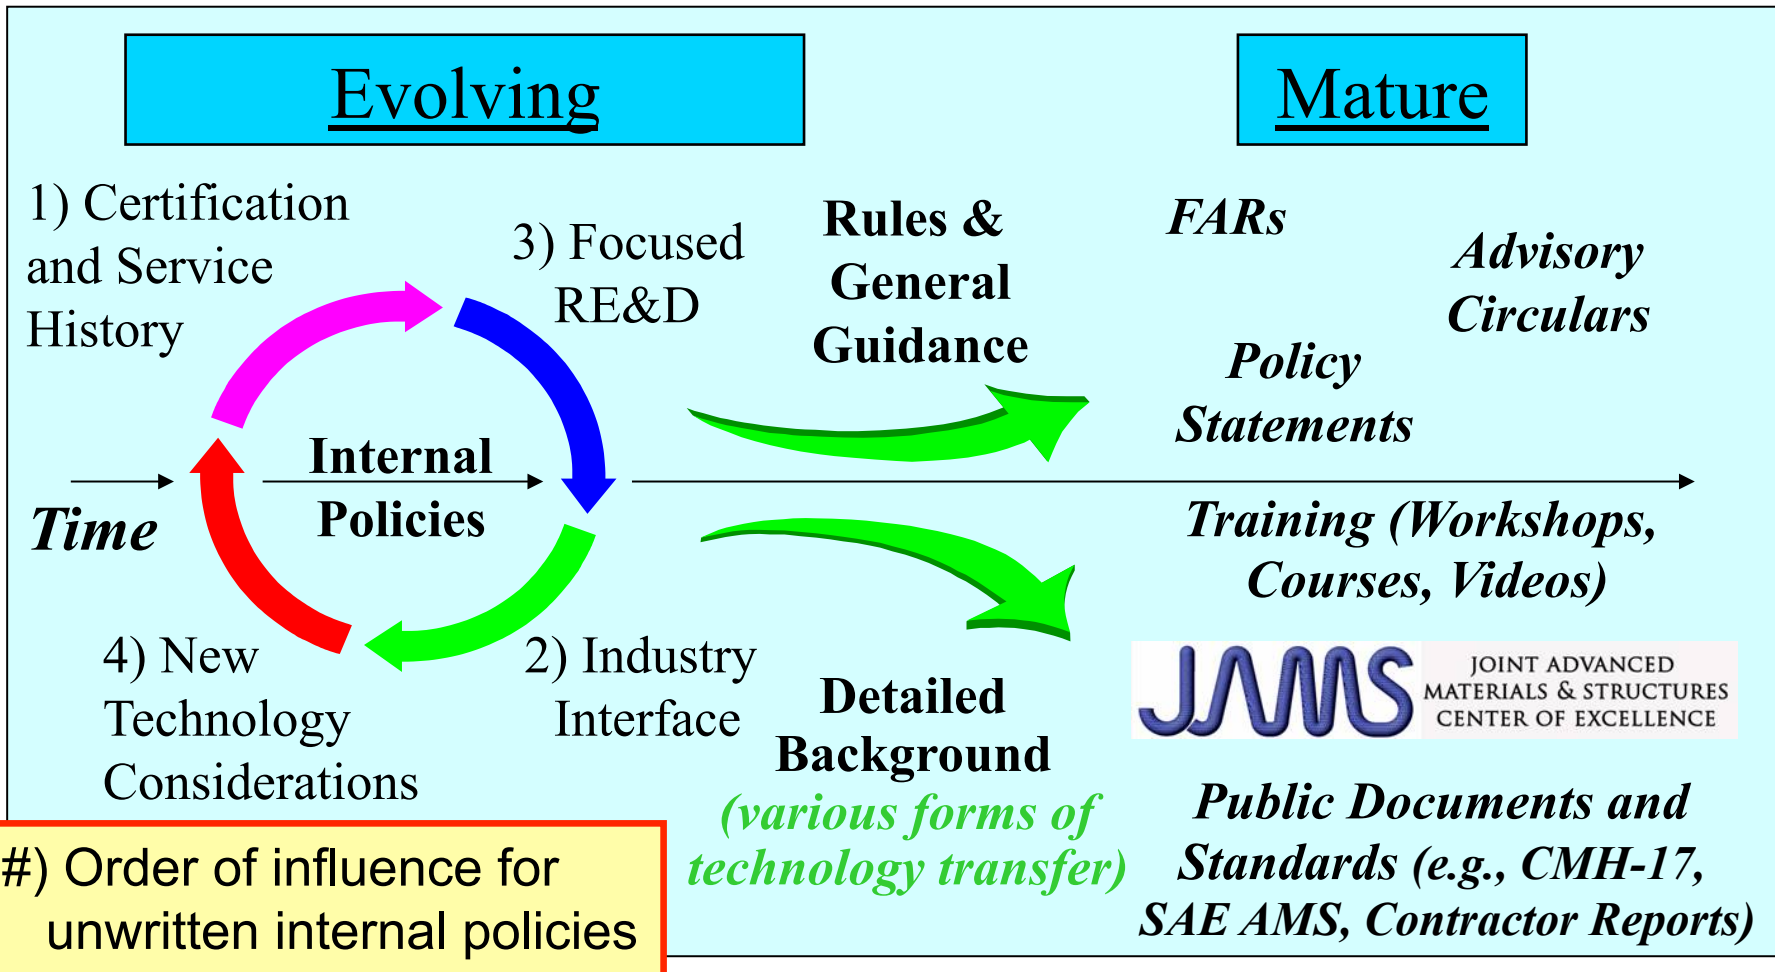 Evolving
Mature
1) Certification
and Service
History
3) Focused
RE&D
Rules &
General
Guidance
FARs
Advisory
Circulars
Policy
Statements
Time
Internal
Policies
Training (Workshops,
Courses, Videos)
4) New
Technology
Considerations
2) Industry
Interface
Detailed
Background
(various forms of
technology transfer)
JAMS
JOINT ADVANCED
MATERIALS & STRUCTURES
CENTER OF EXCELLENCE
Public Documents and
Standards (e.g., CMH-17,
SAE AMS, Contractor Reports)
#) Order of influence for
unwritten internal policies